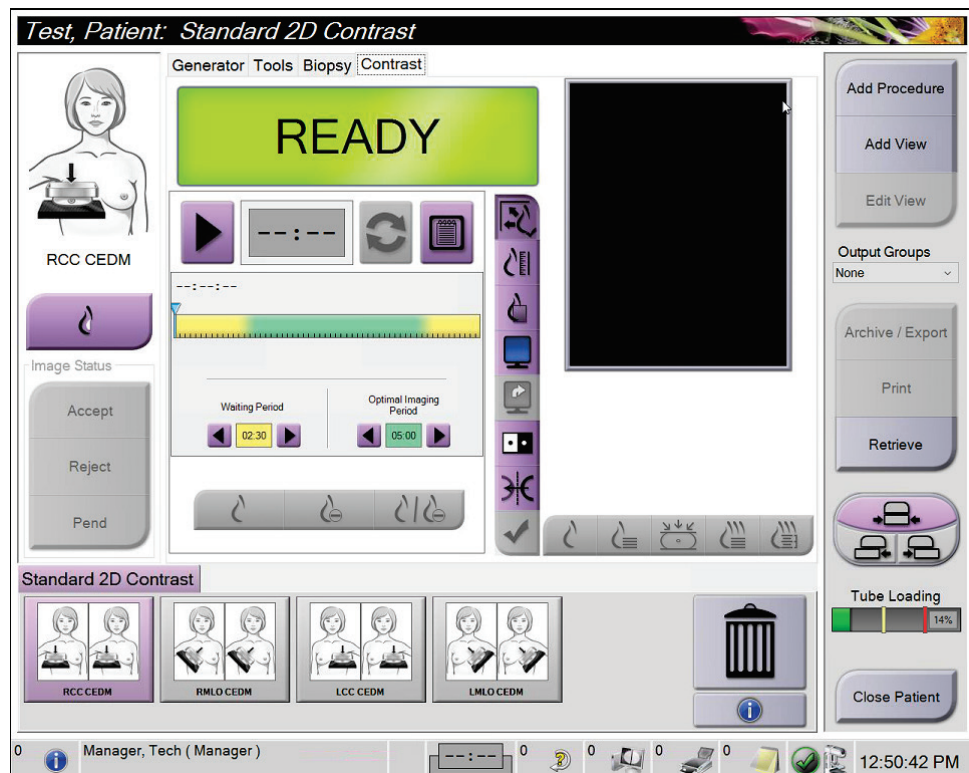 Test, Patient: Standard 2D Contrast
Generator Tools Biopsy Contrast
READY
RCC CEDM
--:--
--:--:--
Waiting Period
02:30
Optimal Imaging
Period
05:00
Image Status
Accept
Reject
Pend
Add Procedure
Add View
Edit View
Output Groups
None
Archive / Export
Print
Retrieve
Tube Loading
14%
Close Patient
Standard 2D Contrast
RCC CEDM
RMLO CEDM
LCC CEDM
LMLO CEDM
0
Manager, Tech ( Manager )
--:--
0
0
0
0
12:50:42 PM